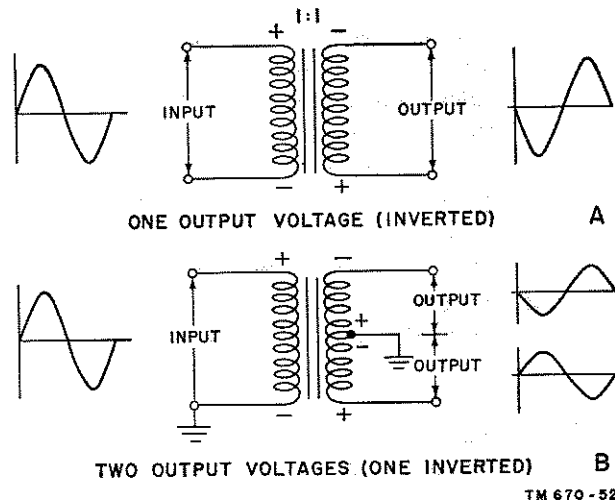 1:1
+ −
INPUT OUTPUT
− +
ONE OUTPUT VOLTAGE (INVERTED) A
+ −
OUTPUT
INPUT + −
OUTPUT
− +
TWO OUTPUT VOLTAGES (ONE INVERTED) B
TM 670-52